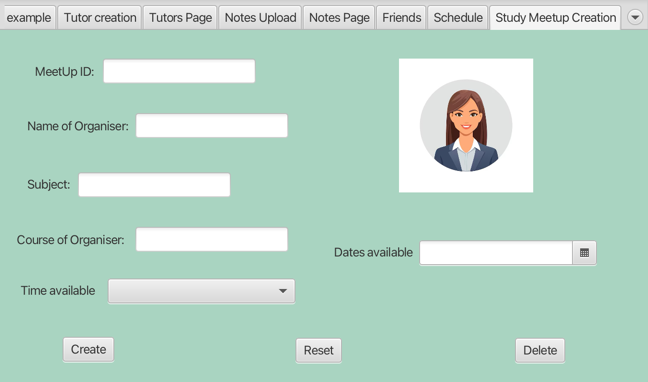 example
Tutor creation
Tutors Page
Notes Upload
Notes Page
Friends
Schedule
Study Meetup Creation
MeetUp ID:
Name of Organiser:
Subject:
Course of Organiser:
Dates available
Time available
Create
Reset
Delete